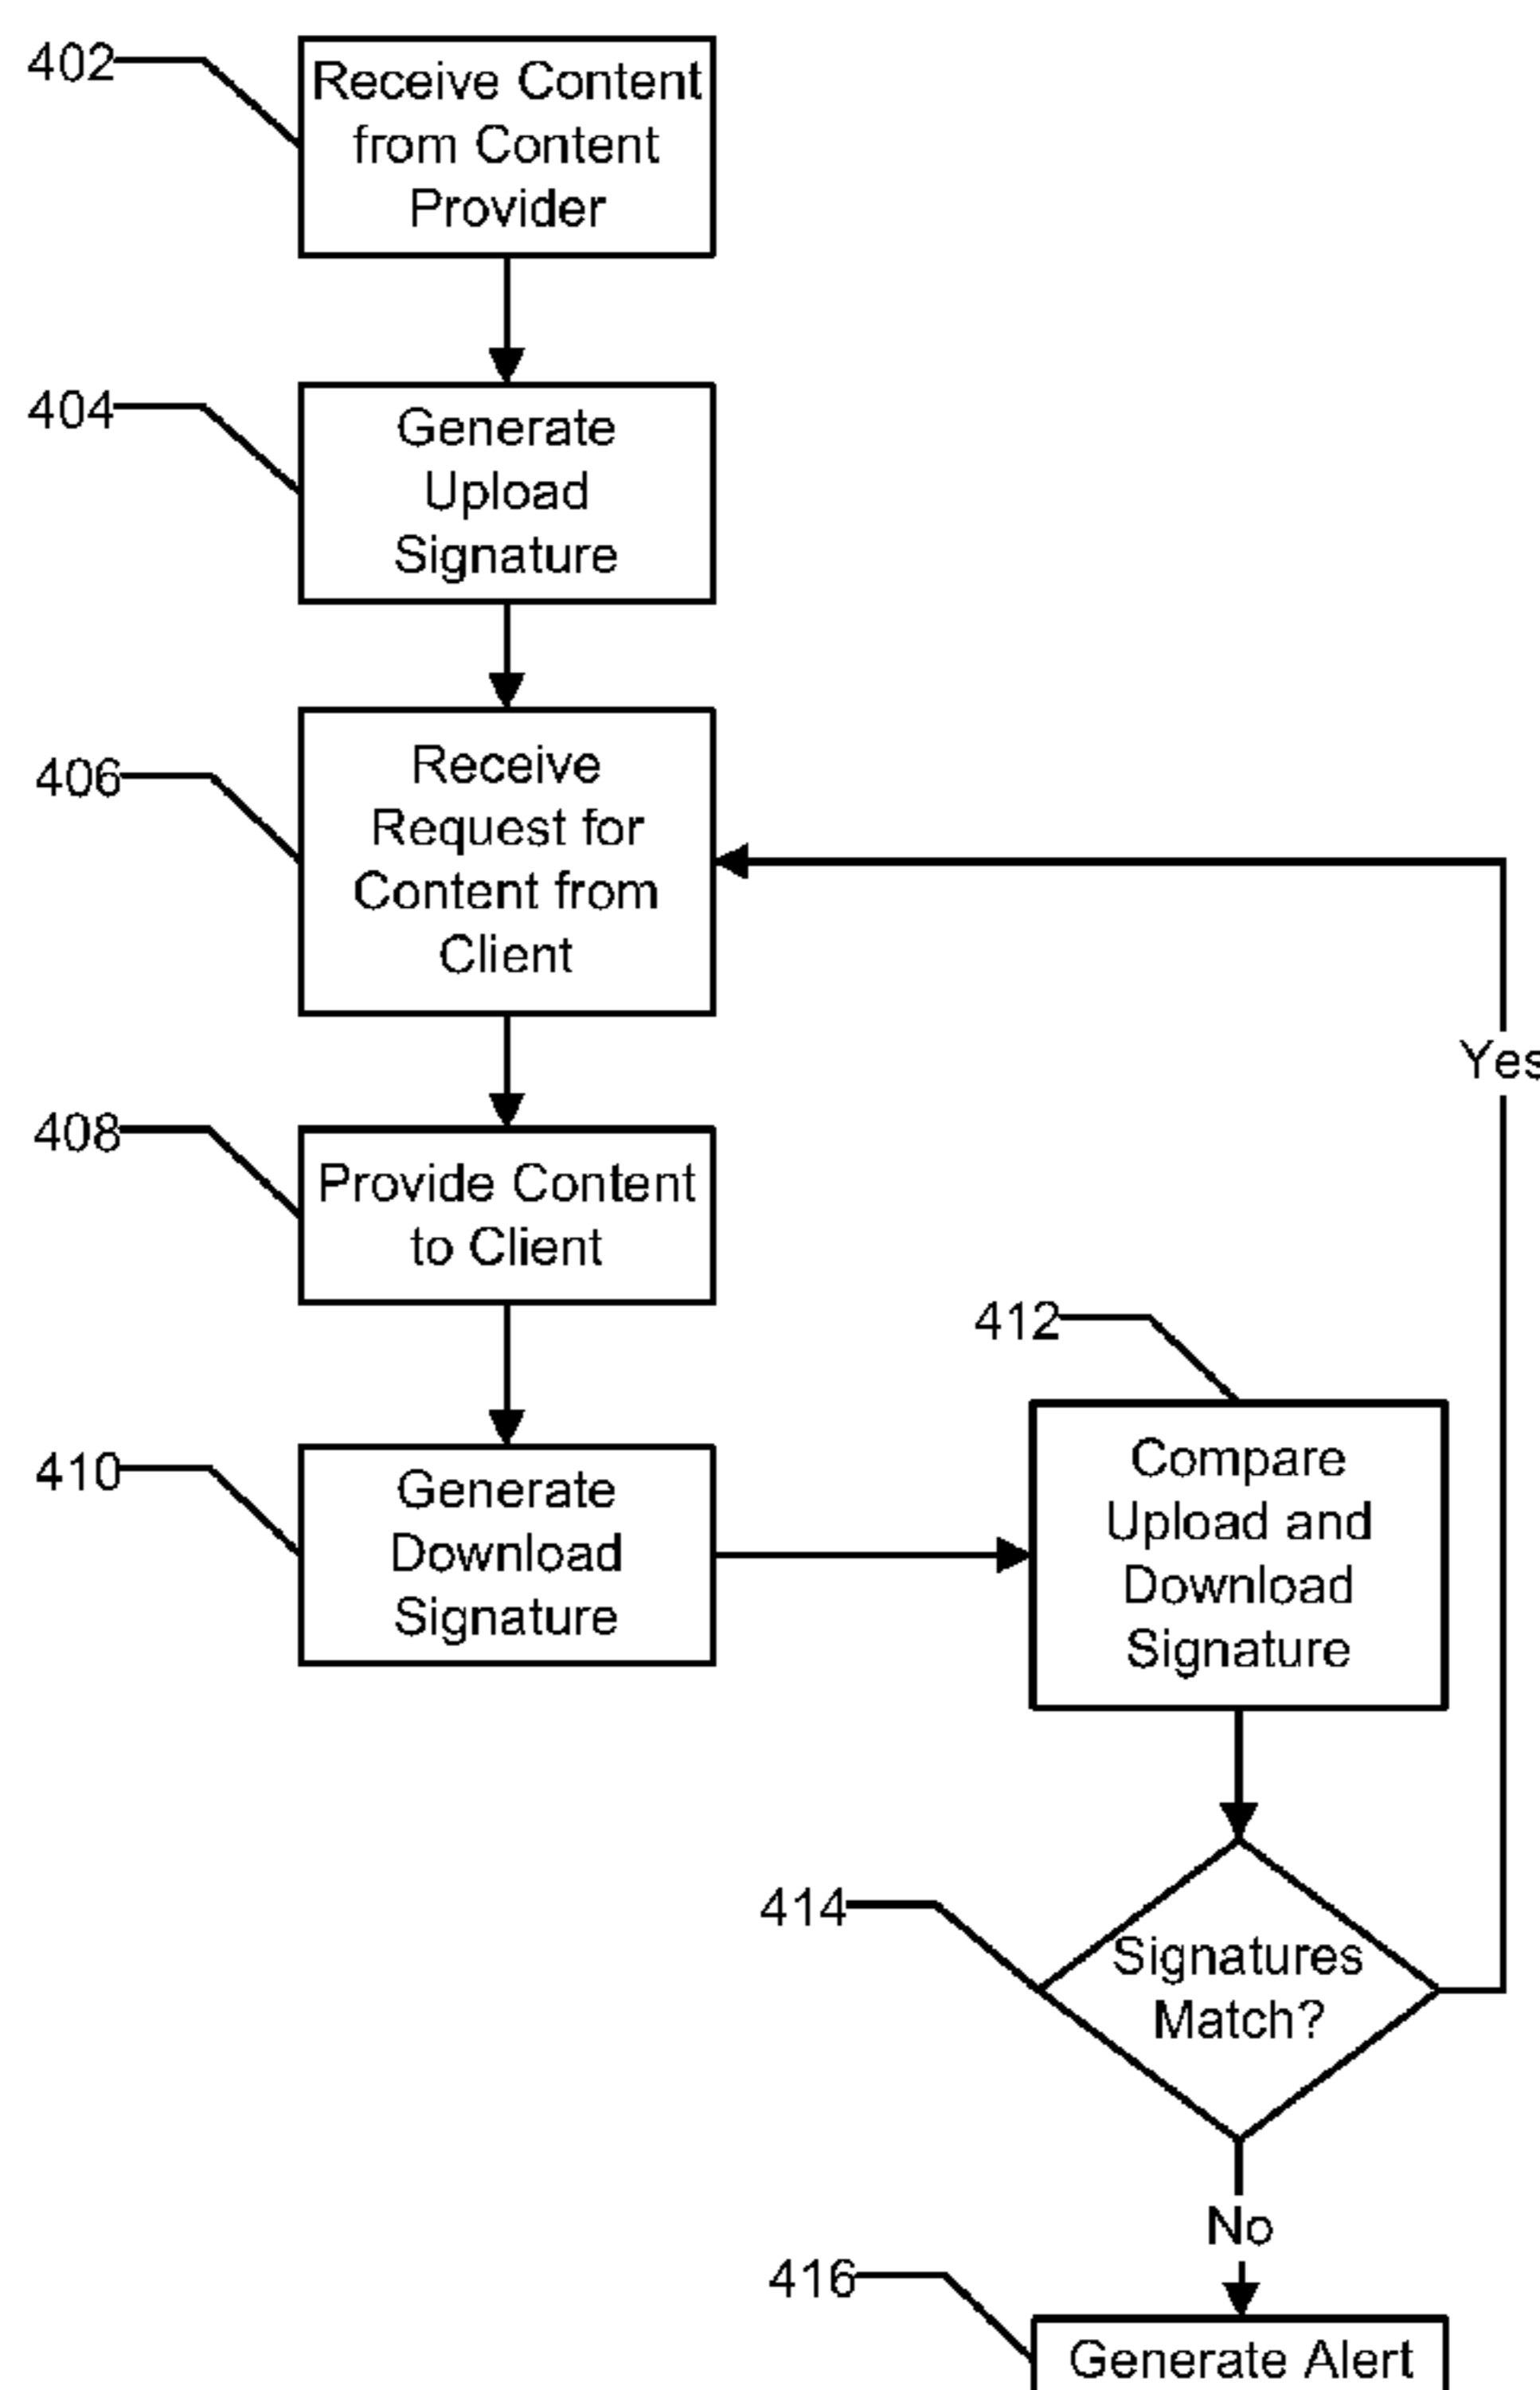 402
Receive Content
from Content
Provider
404
Generate
Upload
Signature
406
Receive
Request for
Content from
Client
Yes
408
Provide Content
to Client
412
410
Generate
Download
Signature
Compare
Upload and
Download
Signature
414
Signatures
Match?
No
416
Generate Alert